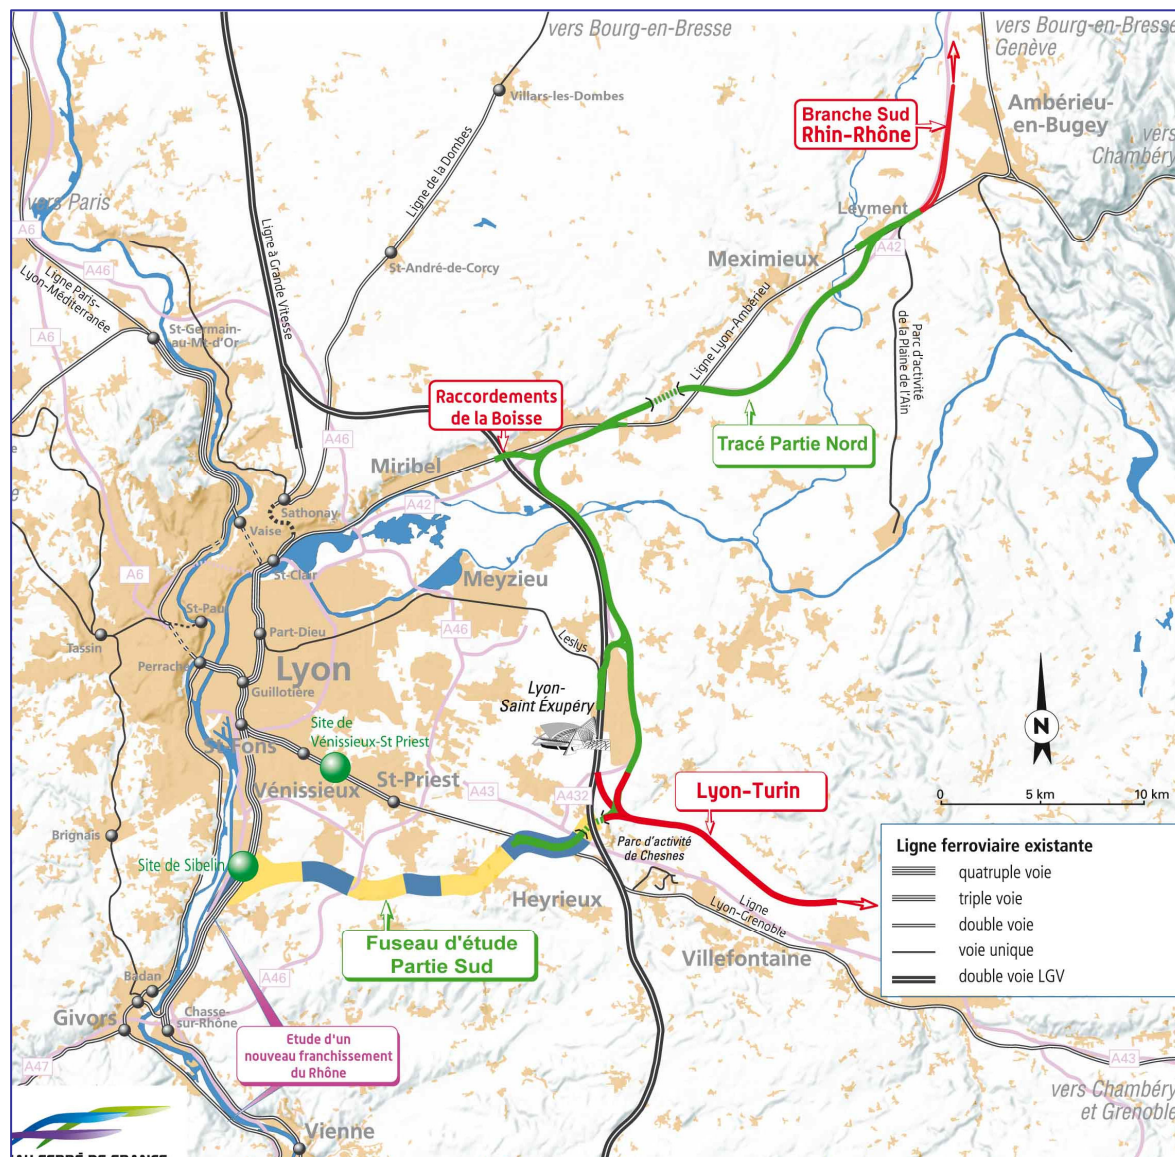 vers Bourg-en-Bresse
vers Bourg-en-Bresse
Genève
Villars-les-Dombes
Branche Sud
Rhin-Rhône
Ambérieu-
en-Bugey
vers
Chambéry
vers Paris
Ligne de la Dombes
Leyment
A6
A46
Ligne à Grande Vitesse
St-André-de-Corcy
Meximieux
A42
Ligne Paris-
Lyon-Méditerranée
St-Germain-
au-Mt-d'Or
A6
Ligne Lyon-Ambérieu
Parc d'activité
de la Plaine de l'Ain
Raccordements
de la Boisse
A46
Tracé Partie Nord
Miribel
Sathonay
A42
Vaise
St-Clair
A6
Meyzieu
St-Paul
Part-Dieu
A46
Tassin
Leslys
Perrache
Lyon
Guillotière
Lyon-
Saint Éxupéry
N
Site de
Vénissieux-St Priest
St-Fons
St-Priest
Vénissieux
A43
A432
Lyon-Turin
0
5 km
10 km
Brignais
Parc d'activité
de Chesnes
Site de Sibelin
Heyrieux
Ligne
Lyon-Grenoble
Ligne ferroviaire existante
quatruple voie
triple voie
double voie
voie unique
double voie LGV
Fuseau d'étude
Partie Sud
Villefontaine
A46
Badan
Givors
Chasse-
sur-Rhône
Etude d'un
nouveau franchissement
du Rhône
A47
A43
vers Chambéry
et Grenoble
Vienne